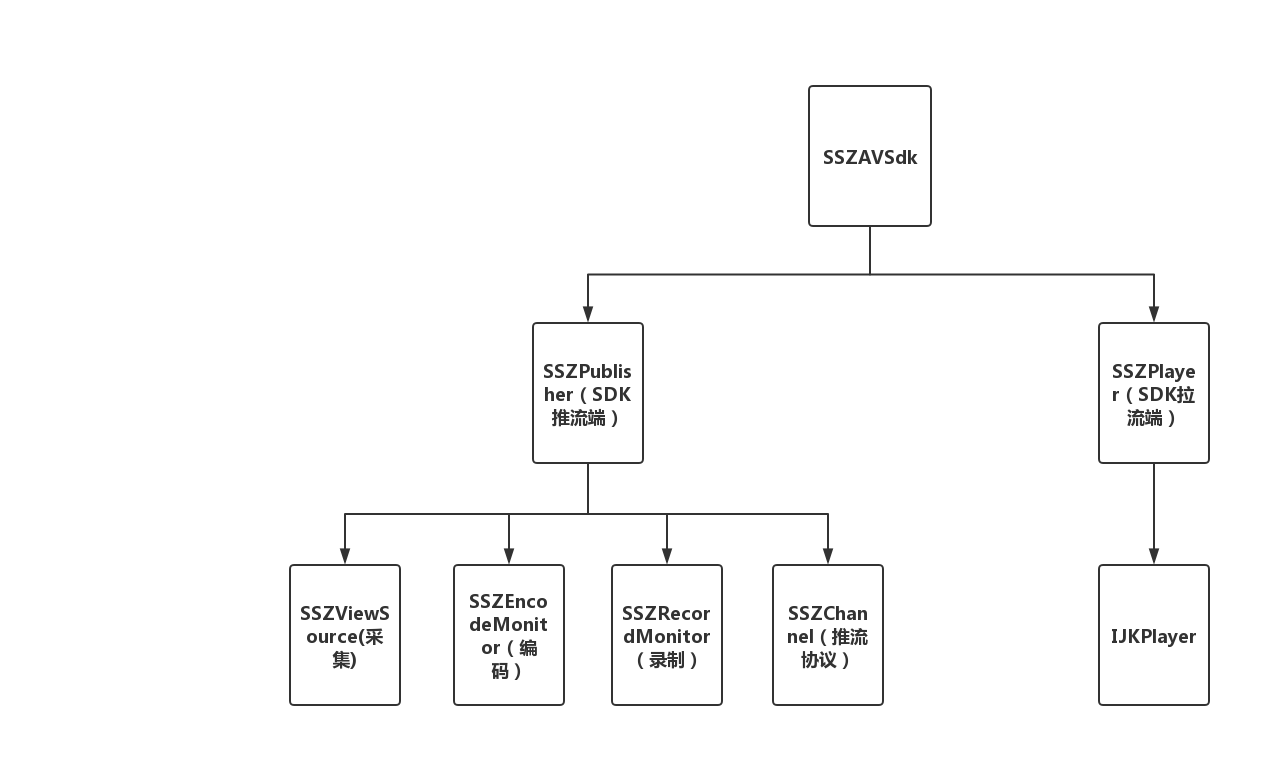 SSZAVSdk
SSZPublis
her（SDK
推流端）
SSZPlaye
r（SDK拉
流端）
SSZViewS
ource(采
集)
SSZEnco
deMonit
or（编
码）
SSZRecor
dMonitor
（录制）
SSZChan
nel（推流
协议）
IJKPlayer